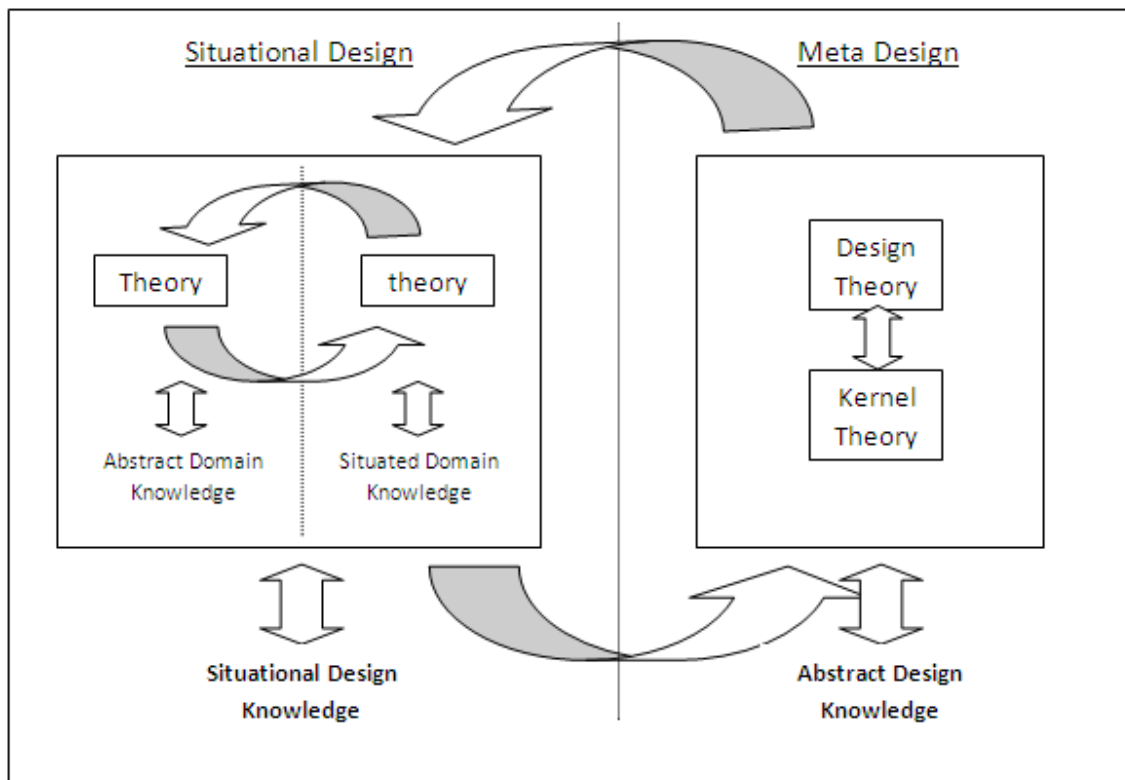 Situational Design
Meta Design
Theory
theory
Abstract Domain
Knowledge
Situated Domain
Knowledge
Design
Theory
Kernel
Theory
Situational Design
Knowledge
Abstract Design
Knowledge